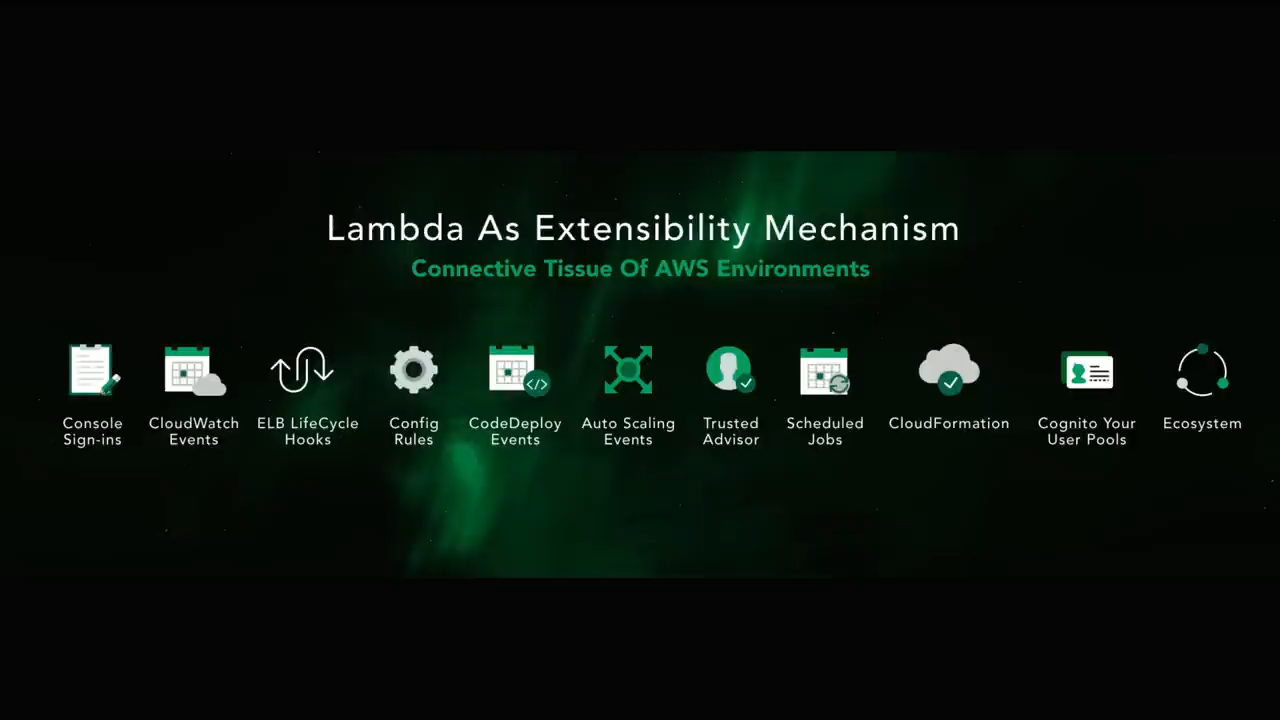 Lambda As Extensibility Mechanism
Connective Tissue Of AWS Environments
Console
Sign-ins
CloudWatch
Events
ELB LifeCycle
Hooks
Config
Rules
CodeDeploy
Events
Auto Scaling
Events
Trusted
Advisor
Scheduled
Jobs
CloudFormation
Cognito Your
User Pools
Ecosystem